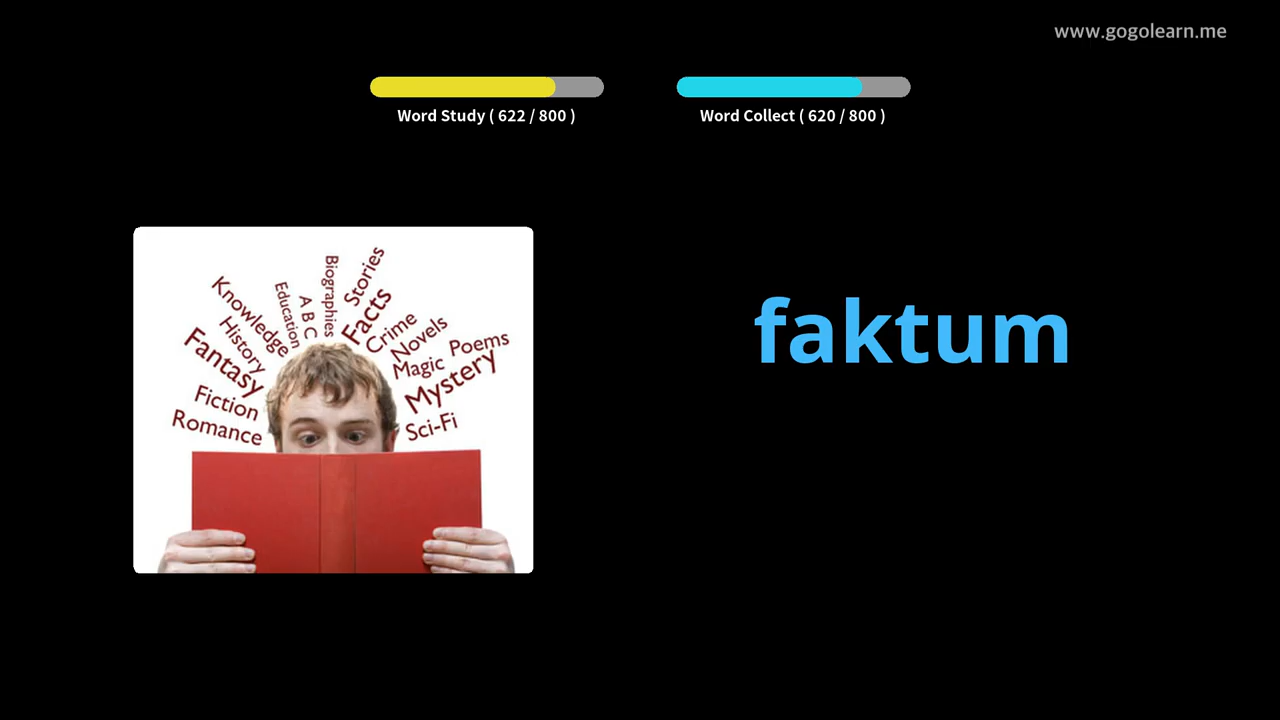 www.gogolearn.me
Word Study ( 622 / 800 )
Word Collect ( 620 / 800 )
faktum
Romance
Fiction
Fantasy
History
Knowledge
Education
A B C
Biographies
Stories
Facts
Crime
Novels
Magic
Poems
Mystery
Sci-Fi